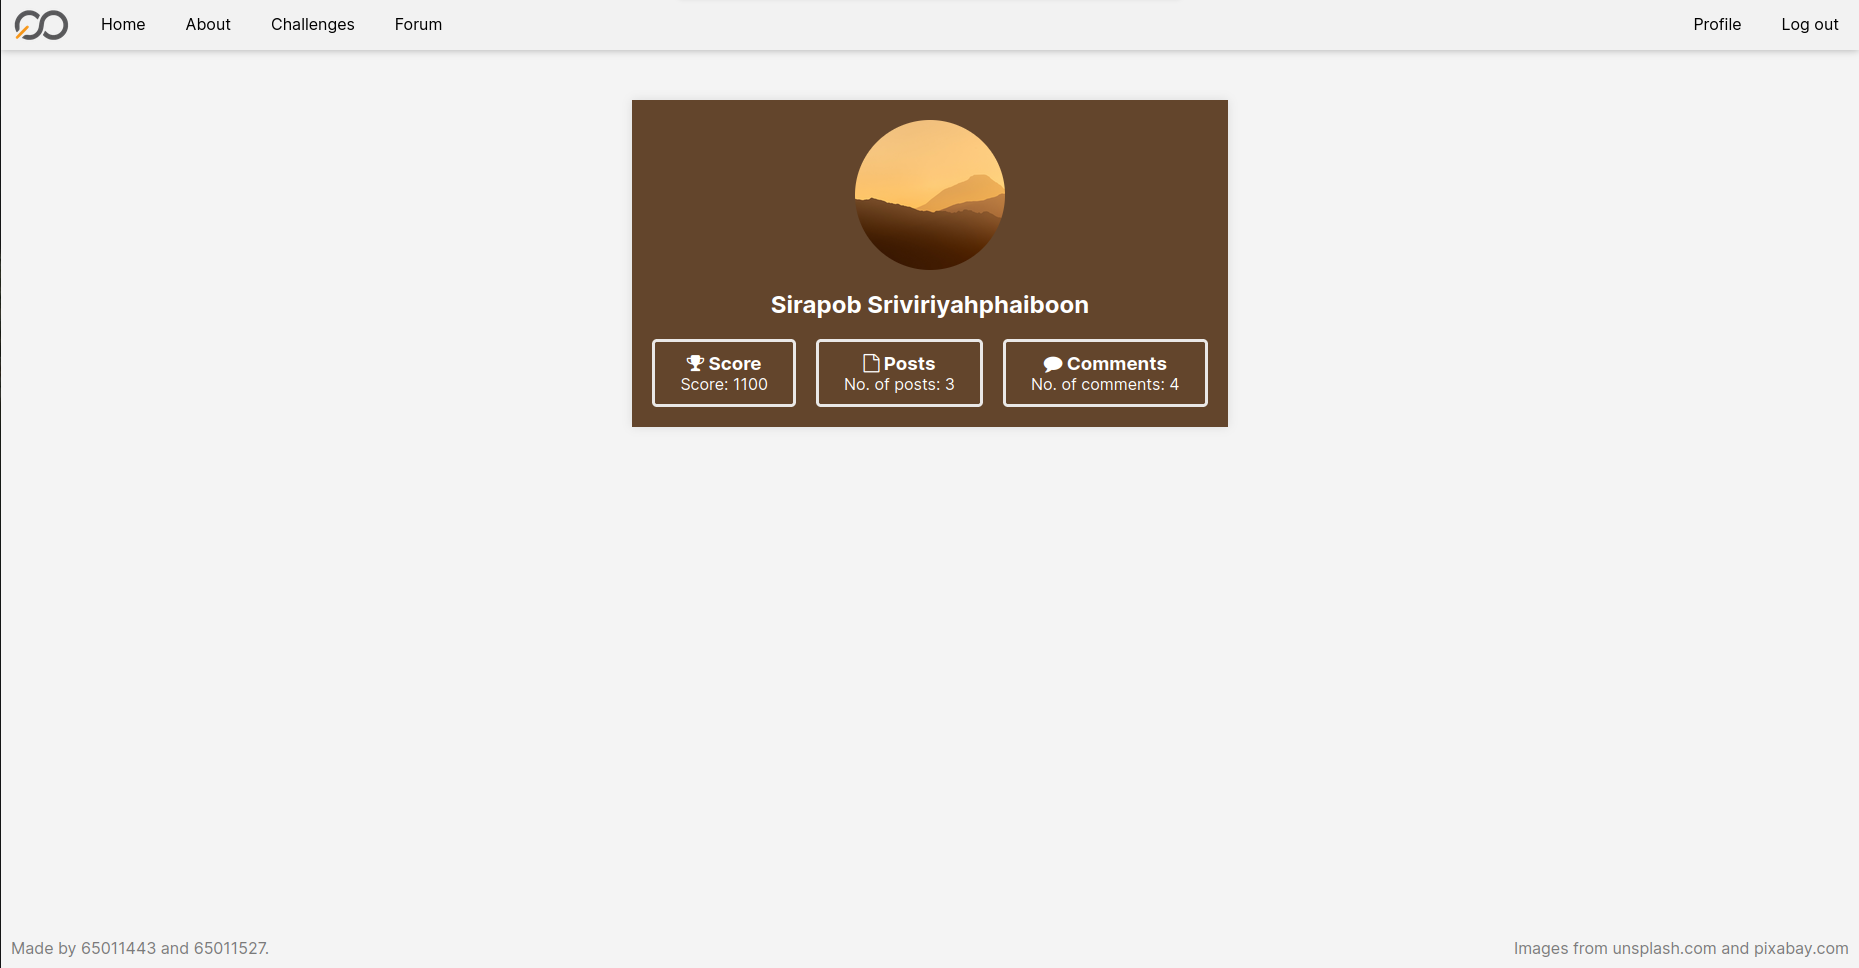 Home About Challenges Forum Profile Log out
Sirapob Sriviriyahphaiboon
Score
Score: 1100
Posts
No. of posts: 3
Comments
No. of comments: 4
Made by 65011443 and 65011527.
Images from unsplash.com and pixabay.com